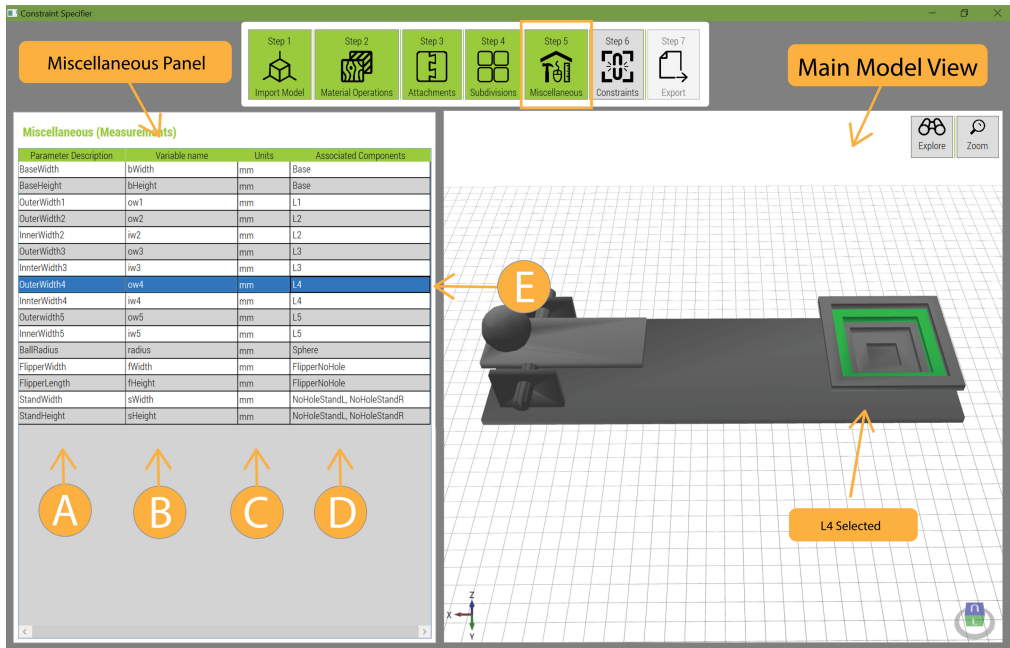 Constraint Specifier
Miscellaneous Panel
Step 1
Import Model
Step 2
Material Operations
Step 3
Attachments
Step 4
Subdivisions
Step 5
Miscellaneous
Step 6
Constraints
Step 7
Export
Main Model View
Explore
Zoom
Miscellaneous (Measurements)
Parameter Description Variable name Units Associated Components
BaseWidth bWidth mm Base
BaseHeight bHeight mm Base
OuterWidth1 ow1 mm L1
OuterWidth2 ow2 mm L2
InnerWidth2 iw2 mm L2
OuterWidth3 ow3 mm L3
InnterWidth3 iw3 mm L3
OuterWidth4 ow4 mm L4
InnterWidth4 iw4 mm L4
Outerwidth5 ow5 mm L5
InnerWidth5 iw5 mm L5
BallRadius radius mm Sphere
FlipperWidth fWidth mm FlipperNoHole
FlipperLength fHeight mm FlipperNoHole
StandWidth sWidth mm NoHoleStandL, NoHoleStandR
StandHeight sHeight mm NoHoleStandL, NoHoleStandR
E
A
B
C
D
L4 Selected
Z
X
Y